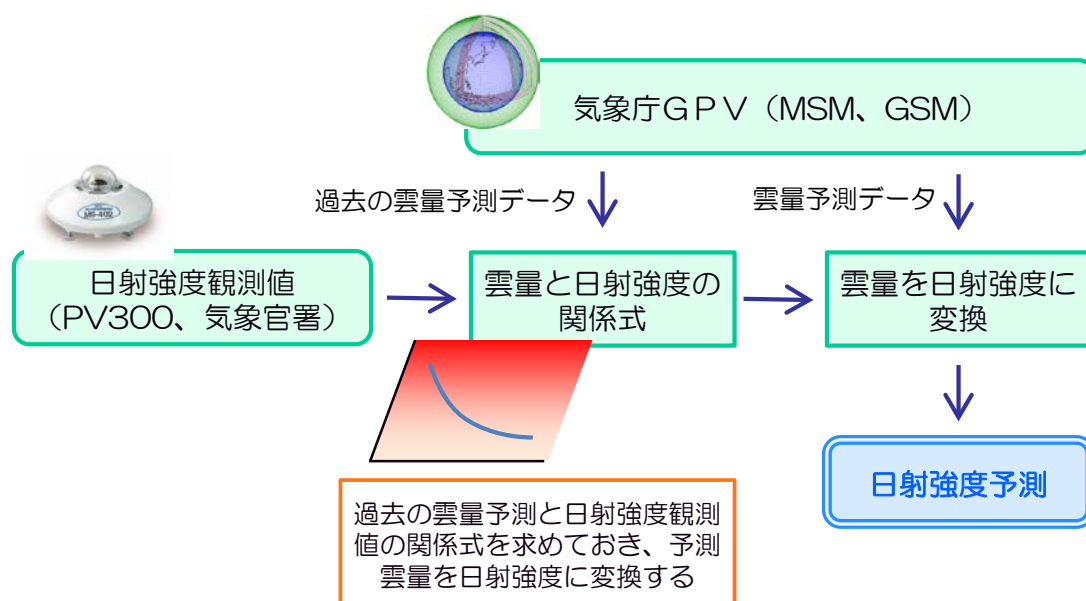 気象庁GPV（MSM、GSM）
過去の雲量予測データ
雲量予測データ
MS-402
日射強度観測値
（PV300、気象官署）
雲量と日射強度の
関係式
雲量を日射強度に
変換
日射強度予測
過去の雲量予測と日射強度観測
値の関係式を求めておき、予測
雲量を日射強度に変換する